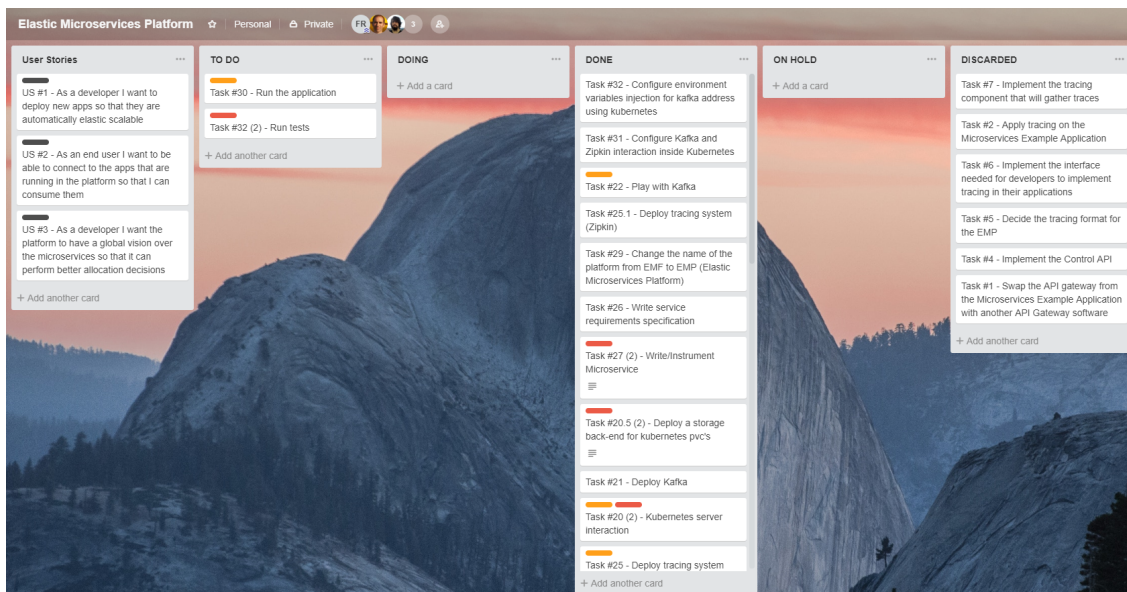 Elastic Microservices Platform
Personal
Private
FR
3
User Stories
US #1 - As a developer I want to
deploy new apps so that they are
automatically elastic scalable
US #2 - As an end user I want to be
able to connect to the apps that are
running in the platform so that I can
consume them
US #3 - As a developer I want the
platform to have a global vision over
the microservices so that it can
perform better allocation decisions
+ Add another card
TO DO
Task #30 - Run the application
Task #32 (2) - Run tests
+ Add another card
DOING
+ Add a card
DONE
Task #32 - Configure environment
variables injection for kafka address
using kubernetes
Task #31 - Configure Kafka and
Zipkin interaction inside Kubernetes
Task #22 - Play with Kafka
Task #25.1 - Deploy tracing system
(Zipkin)
Task #29 - Change the name of the
platform from EMF to EMP (Elastic
Microservices Platform)
Task #26 - Write service
requirements specification
Task #27 (2) - Write/Instrument
Microservice
Task #20.5 (2) - Deploy a storage
back-end for kubernetes pvc's
Task #21 - Deploy Kafka
Task #20 (2) - Kubernetes server
interaction
Task #25 - Deploy tracing system
+ Add another card
ON HOLD
+ Add a card
DISCARDED
Task #7 - Implement the tracing
component that will gather traces
Task #2 - Apply tracing on the
Microservices Example Application
Task #6 - Implement the interface
needed for developers to implement
tracing in their applications
Task #5 - Decide the tracing format for
the EMP
Task #4 - Implement the Control API
Task #1 - Swap the API gateway from
the Microservices Example Application
with another API Gateway software
+ Add another card